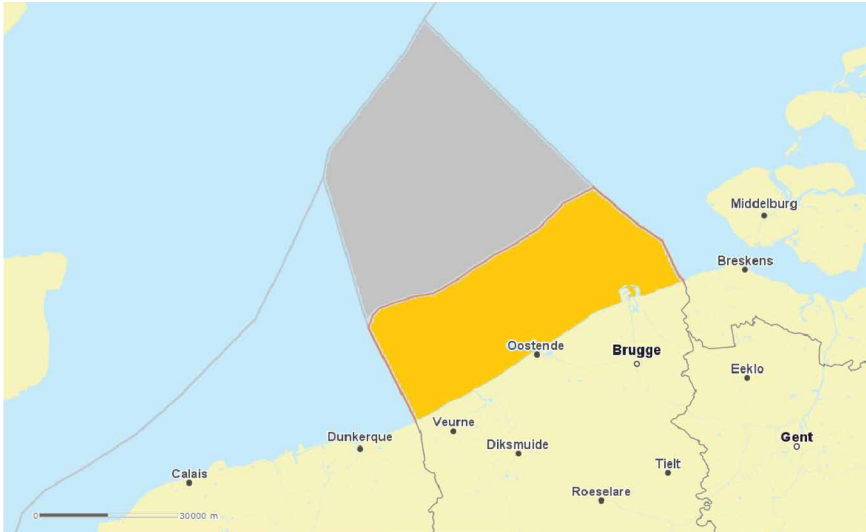 Middelburg
Breskens
Oostende
Brugge
Eeklo
Veurne
Dunkerque
Diksmuide
Gent
Tielt
Calais
Roeselare
0 30000 m